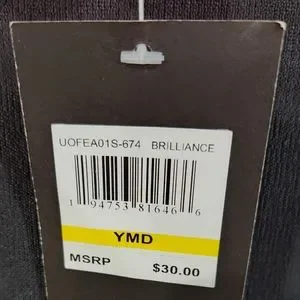 UOFEA01S-674 BRILLIANCE
1 94753 81646 6
YMD
MSRP $30.00